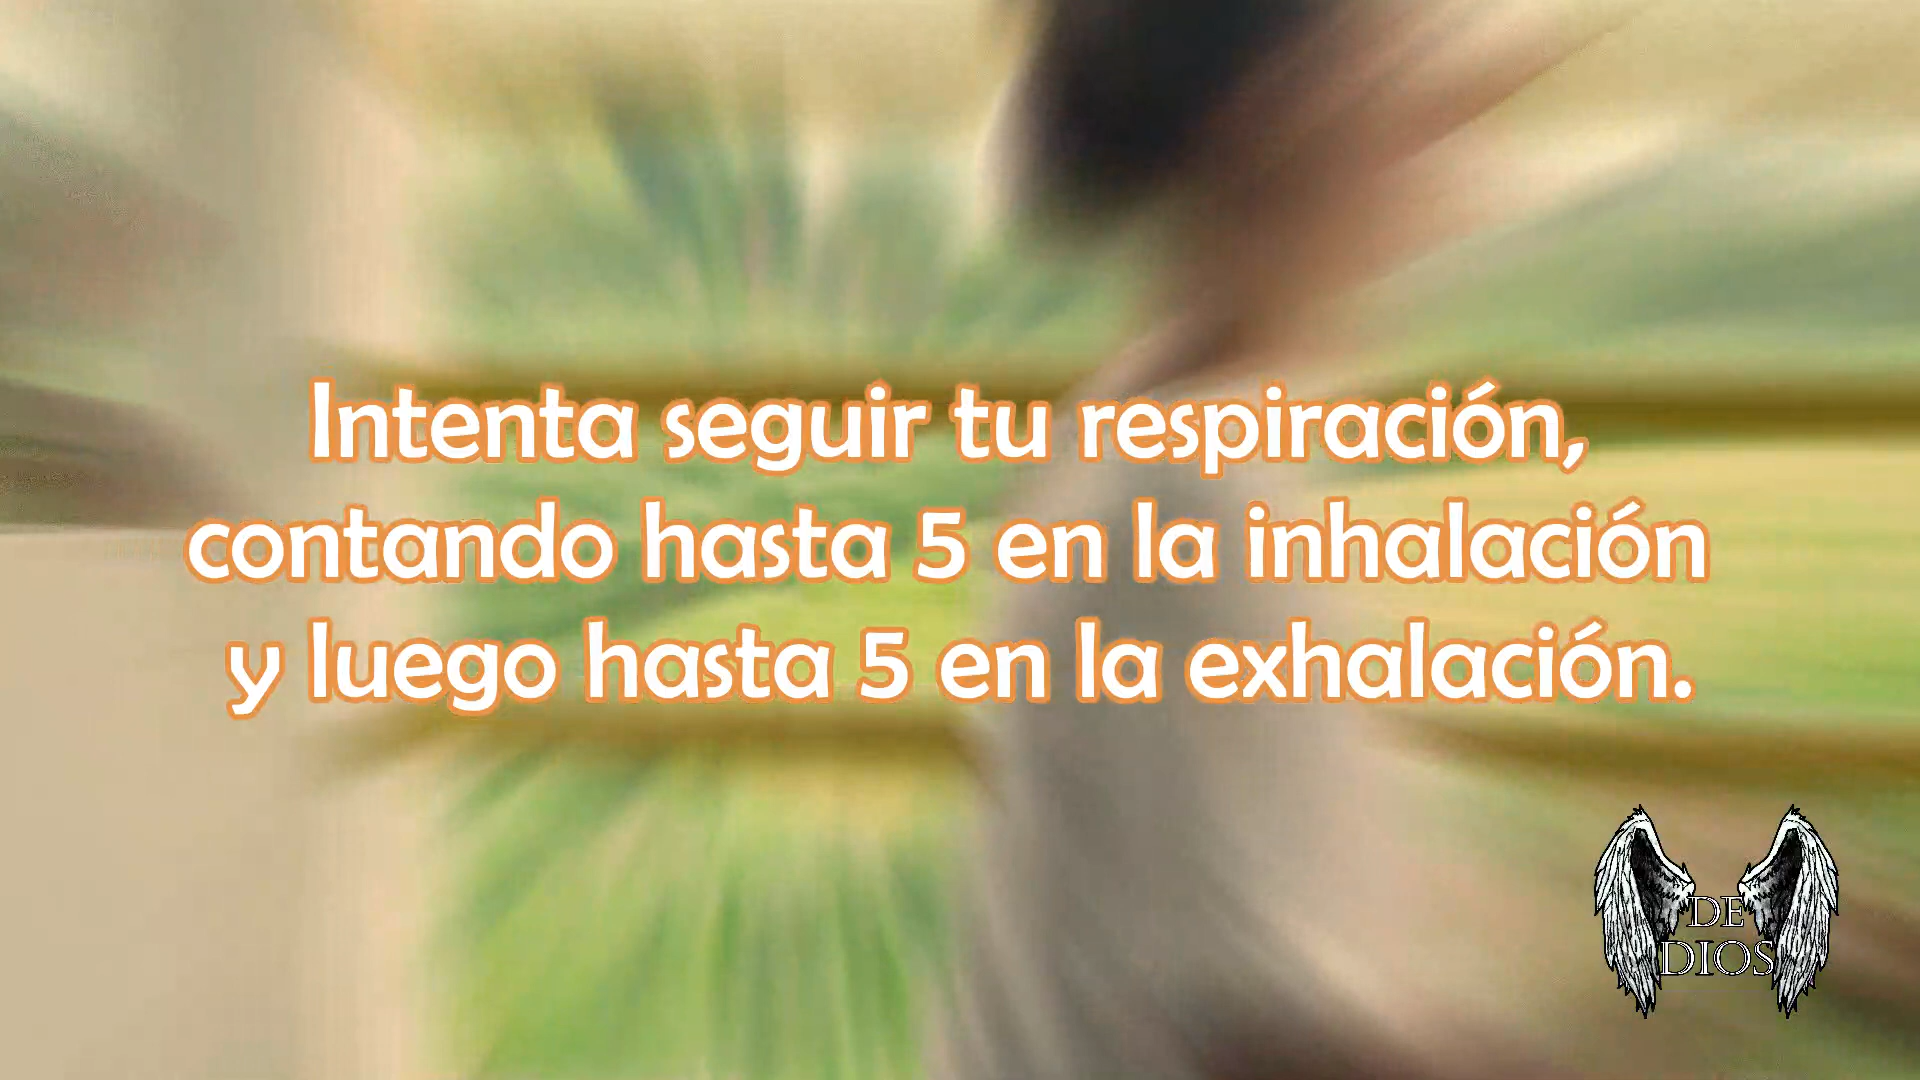 Intenta seguir tu respiración,
contando hasta 5 en la inhalación
y luego hasta 5 en la exhalación.
DE
DIOS